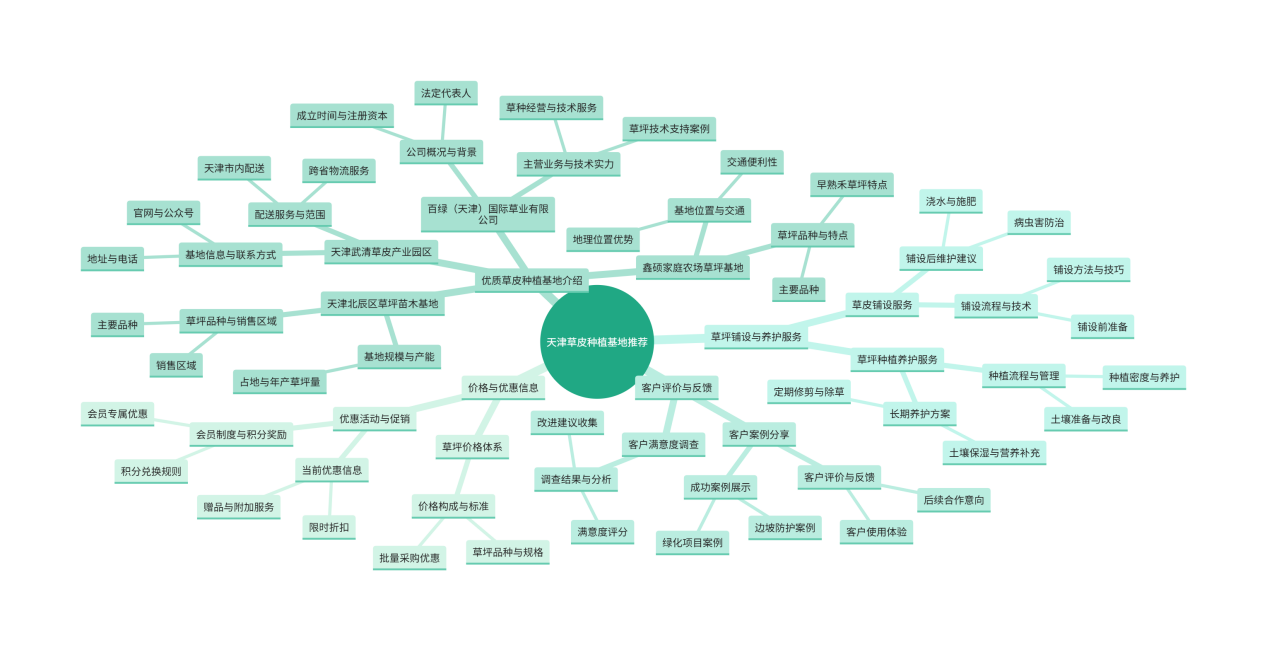 法定代表人
成立时间与注册资本
草种经营与技术服务
草坪技术支持案例
公司概况与背景
主营业务与技术实力
交通便利性
天津市内配送
跨省物流服务
早熟禾草坪特点
浇水与施肥
官网与公众号
配送服务与范围
百绿（天津）国际草业有限
公司
基地位置与交通
病虫害防治
地理位置优势
草坪品种与特点
地址与电话
基地信息与联系方式
天津武清草皮产业园区
鑫硕家庭农场草坪基地
铺设后维护建议
铺设方法与技巧
优质草皮种植基地介绍
主要品种
天津北辰区草坪苗木基地
草皮铺设服务
铺设流程与技术
主要品种
草坪品种与销售区域
铺设前准备
草坪铺设与养护服务
天津草皮种植基地推荐
基地规模与产能
草坪种植养护服务
销售区域
占地与年产草坪量
种植流程与管理
种植密度与养护
价格与优惠信息
客户评价与反馈
定期修剪与除草
会员专属优惠
优惠活动与促销
改进建议收集
长期养护方案
土壤准备与改良
会员制度与积分奖励
草坪价格体系
客户满意度调查
客户案例分享
土壤保湿与营养补充
积分兑换规则
当前优惠信息
调查结果与分析
客户评价与反馈
成功案例展示
赠品与附加服务
价格构成与标准
后续合作意向
限时折扣
满意度评分
边坡防护案例
客户使用体验
绿化项目案例
批量采购优惠
草坪品种与规格